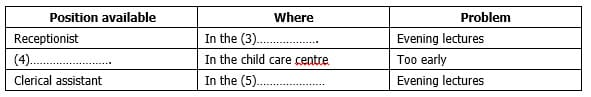 Position available Where Problem
Receptionist In the (3)………………. Evening lectures
(4)……………………. In the child care centre Too early
Clerical assistant In the (5)………………… Evening lectures